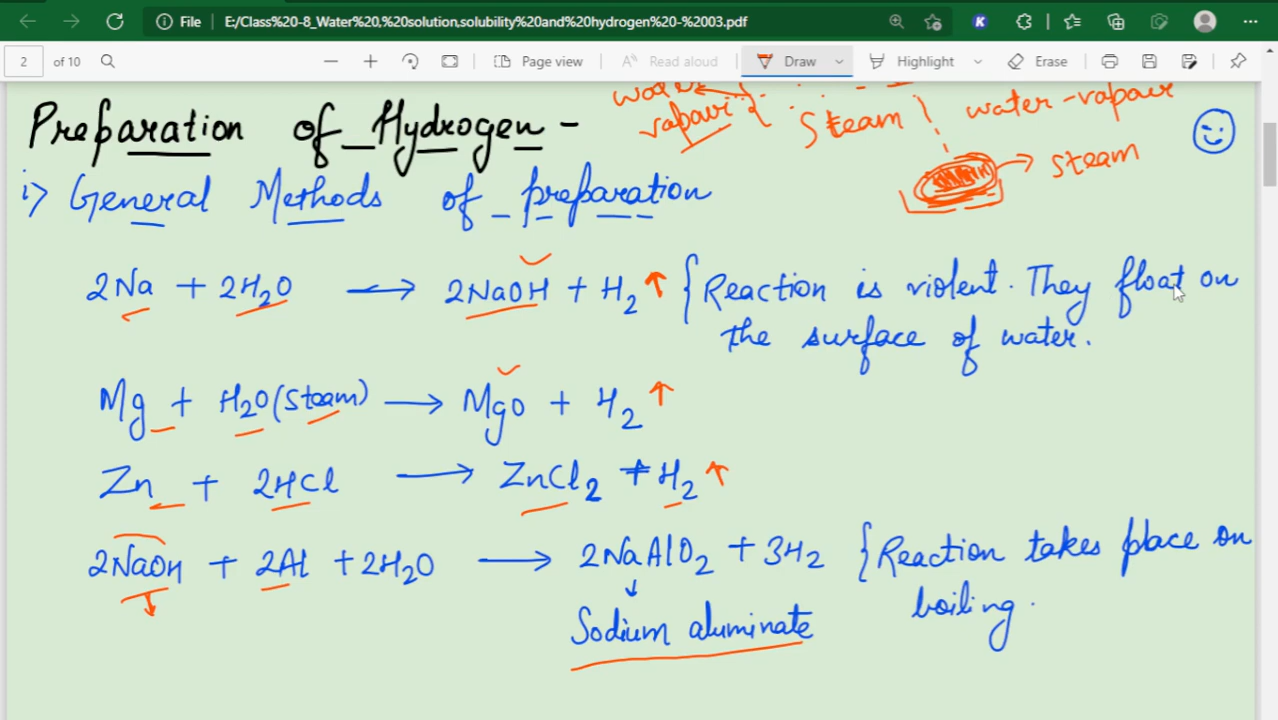 File E:/Class%20-8_Water%20,%20solution,solubility%20and%20hydrogen%20-%2003.pdf
2 of 10 Page view Read aloud Draw Highlight Erase
water vapour Steam water-vapour
steam
Preparation of Hydrogen -
i) General Methods of preparation
2Na + 2H₂O → 2NaOH + H₂ ↑ {Reaction is violent. They float on
the surface of water.
Mg + H₂O(Steam) → MgO + H₂ ↑
Zn + 2HCl → ZnCl₂ + H₂ ↑
2NaOH + 2Al + 2H₂O → 2NaAlO₂ + 3H₂ {Reaction takes place on
boiling.
Sodium aluminate